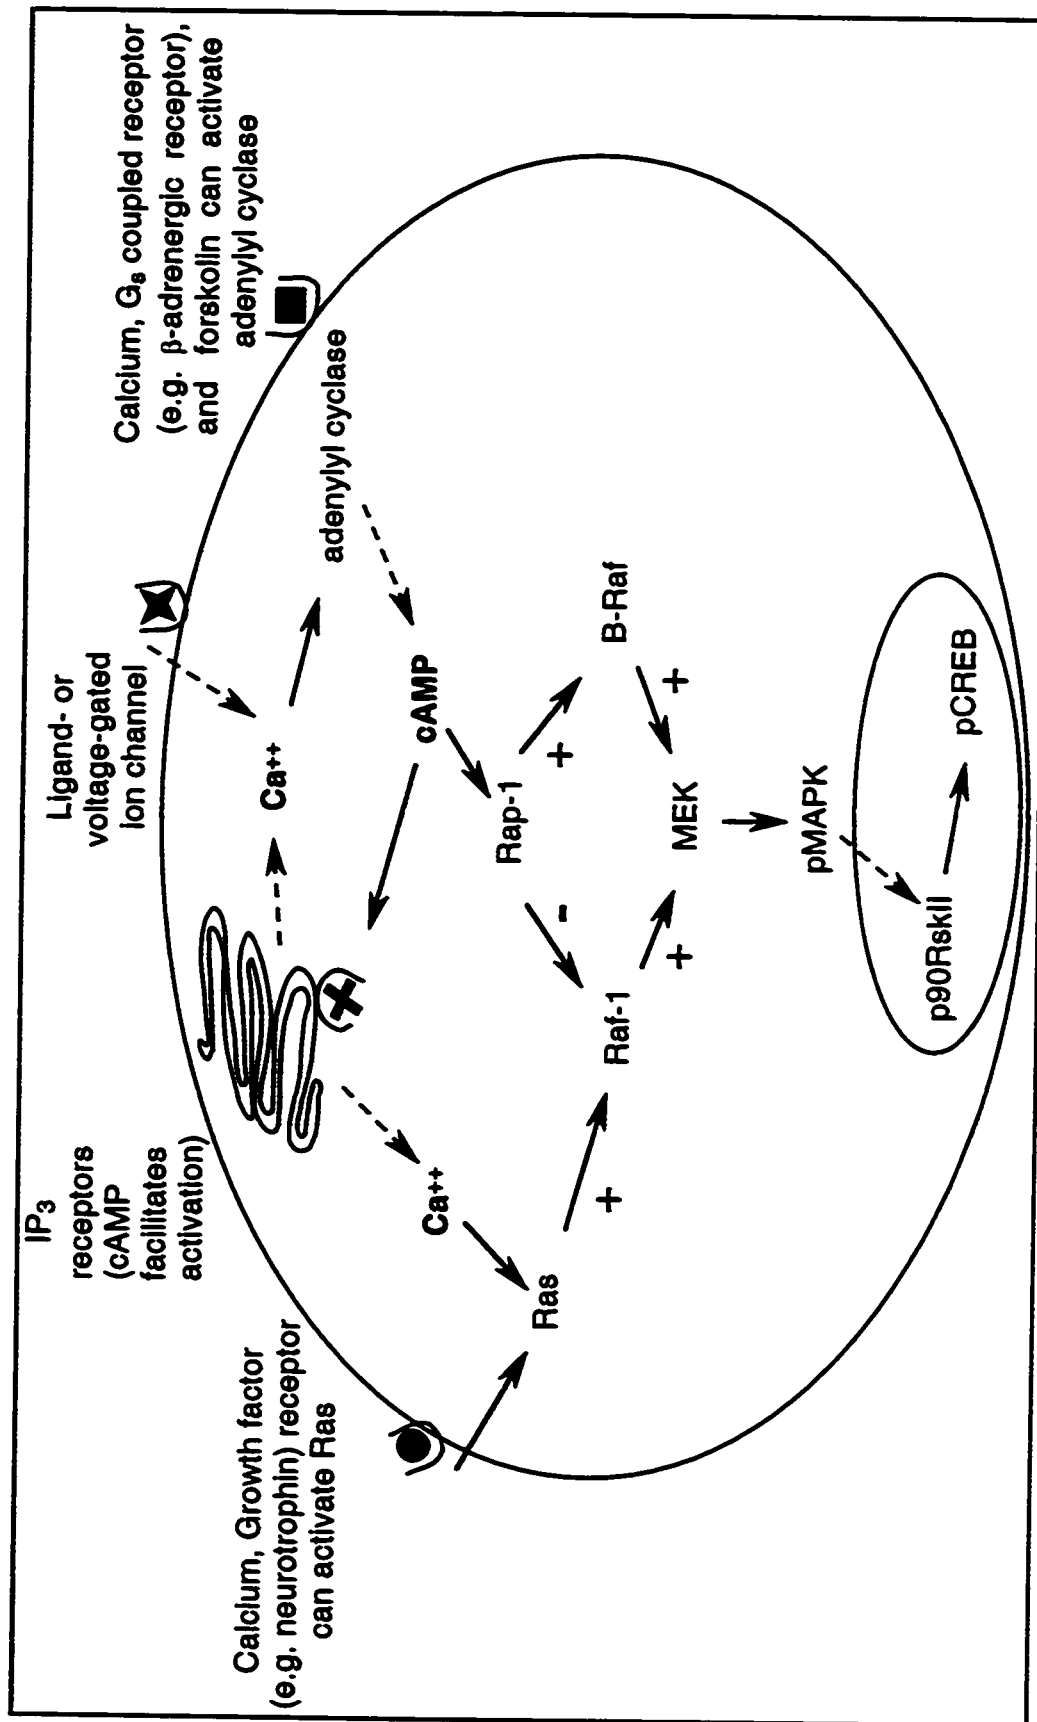 IP3
receptors
(cAMP
facilitates
activation)
Ligand- or
voltage-gated
ion channel
Calcium, Gs coupled receptor
(e.g. β-adrenergic receptor),
and forskolin can activate
adenylyl cyclase
Calcium, Growth factor
(e.g. neurotrophin) receptor
can activate Ras
Ca++
adenylyl cyclase
Ca++
cAMP
Ras
Rap-1
+
-
+
Raf-1
B-Raf
+
+
MEK
pMAPK
p90RskII
pCREB